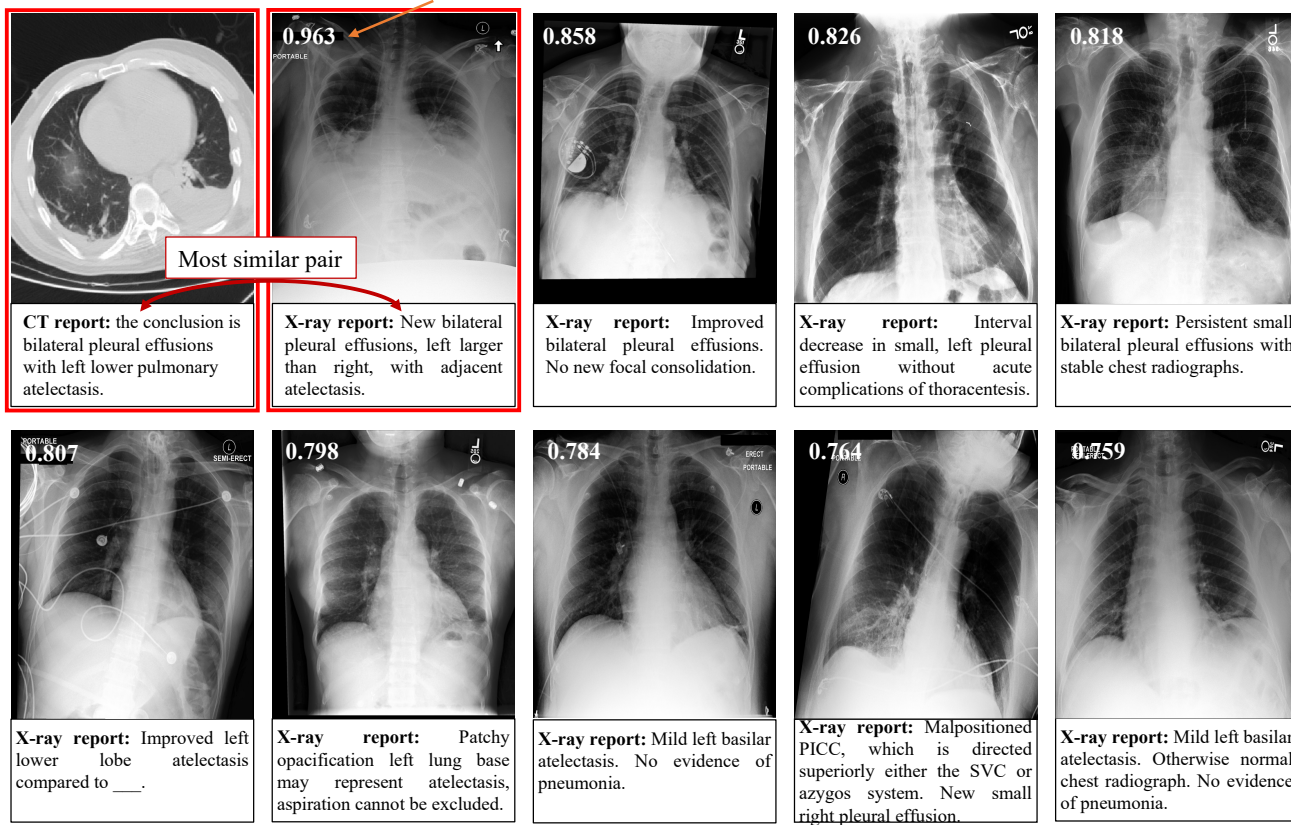 0.963
L
PORTABLE
0.858
L
0.826
0.818
L
Most similar pair
CT report: the conclusion is
bilateral pleural effusions
with left lower pulmonary
atelectasis.
X-ray report: New bilateral
pleural effusions, left larger
than right, with adjacent
atelectasis.
X-ray report: Improved
bilateral pleural effusions.
No new focal consolidation.
X-ray report: Interval
decrease in small, left pleural
effusion without acute
complications of thoracentesis.
X-ray report: Persistent small
bilateral pleural effusions with
stable chest radiographs.
PORTABLE
0.807
L
SEMI-ERECT
0.798
L
0.784
ERECT
PORTABLE
L
0.764
PORTABLE
R
0.759
PORTABLE
SEMI-ERECT
L
X-ray report: Improved left
lower lobe atelectasis
compared to ___.
X-ray report: Patchy
opacification left lung base
may represent atelectasis,
aspiration cannot be excluded.
X-ray report: Mild left basilar
atelectasis. No evidence of
pneumonia.
X-ray report: Malpositioned
PICC, which is directed
superiorly either the SVC or
azygos system. New small
right pleural effusion.
X-ray report: Mild left basilar
atelectasis. Otherwise normal
chest radiograph. No evidence
of pneumonia.